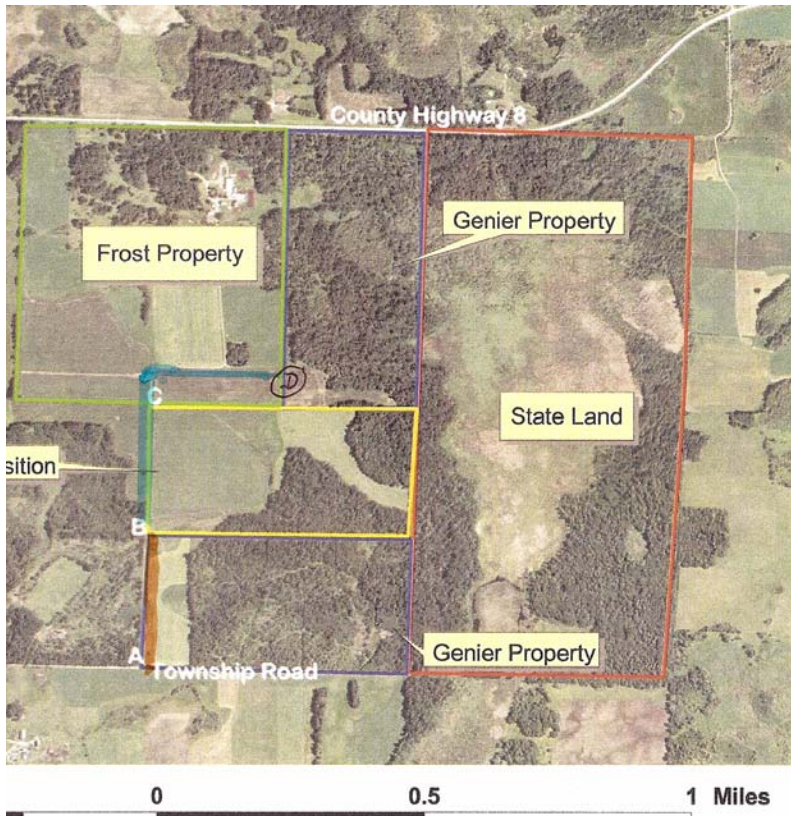 County Highway 8
Genier Property
Frost Property
D
C
State Land
sition
B
Genier Property
A
Township Road
0 0.5 1 Miles